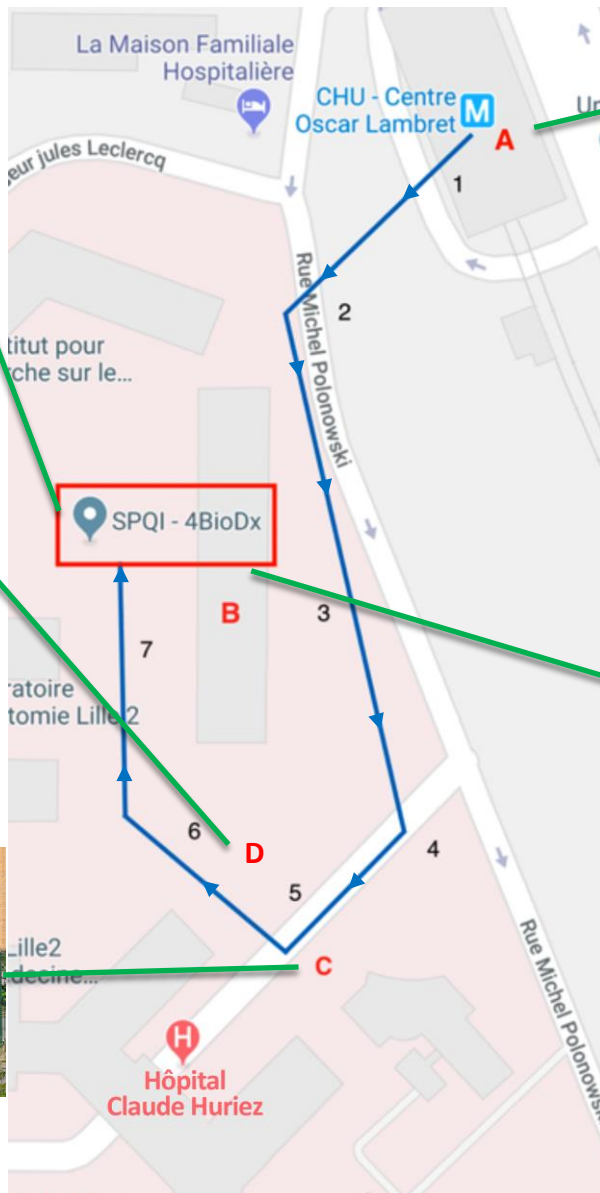 La Maison Familiale
Hospitalière
CHU - Centre
Oscar Lambret
M
A
Ur
1
eur jules Leclercq
2
Rue Michel Polonowski
titut pour
rche sur le...
SPQI - 4BioDx
B
3
7
ratoire
tomie Lille 2
6
D
4
5
Lille2
decine...
C
H
Hôpital
Claude Huriez
Rue Michel Polonowski